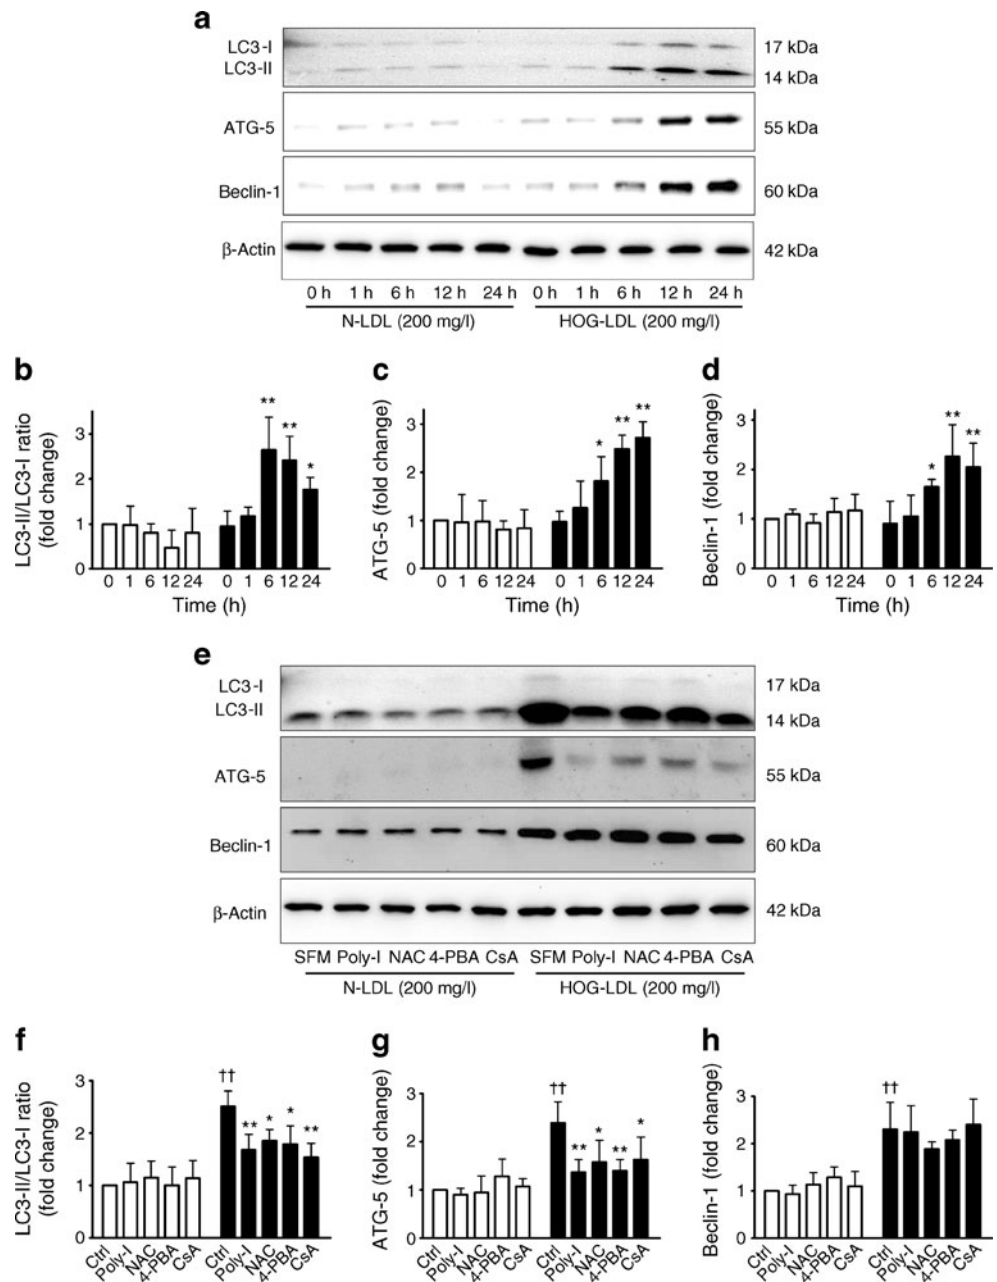 a
LC3-I
17 kDa
LC3-II
14 kDa
ATG-5
55 kDa
Beclin-1
60 kDa
β-Actin
42 kDa
0 h 1 h 6 h 12 h 24 h 0 h 1 h 6 h 12 h 24 h
N-LDL (200 mg/l) HOG-LDL (200 mg/l)
b
LC3-II/LC3-I ratio
(fold change)
3
2
1
0
** ** *
0 1 6 12 24 0 1 6 12 24
Time (h)
c
ATG-5 (fold change)
3
2
1
0
* ** **
0 1 6 12 24 0 1 6 12 24
Time (h)
d
Beclin-1 (fold change)
3
2
1
0
* ** **
0 1 6 12 24 0 1 6 12 24
Time (h)
e
LC3-I
17 kDa
LC3-II
14 kDa
ATG-5
55 kDa
Beclin-1
60 kDa
β-Actin
42 kDa
SFM Poly-I NAC 4-PBA CsA SFM Poly-I NAC 4-PBA CsA
N-LDL (200 mg/l) HOG-LDL (200 mg/l)
f
LC3-II/LC3-I ratio
(fold change)
3
2
1
0
†† ** * * **
Ctrl Poly-I NAC 4-PBA CsA Ctrl Poly-I NAC 4-PBA CsA
g
ATG-5 (fold change)
3
2
1
0
†† ** * ** *
Ctrl Poly-I NAC 4-PBA CsA Ctrl Poly-I NAC 4-PBA CsA
h
Beclin-1 (fold change)
3
2
1
0
††
Ctrl Poly-I NAC 4-PBA CsA Ctrl Poly-I NAC 4-PBA CsA